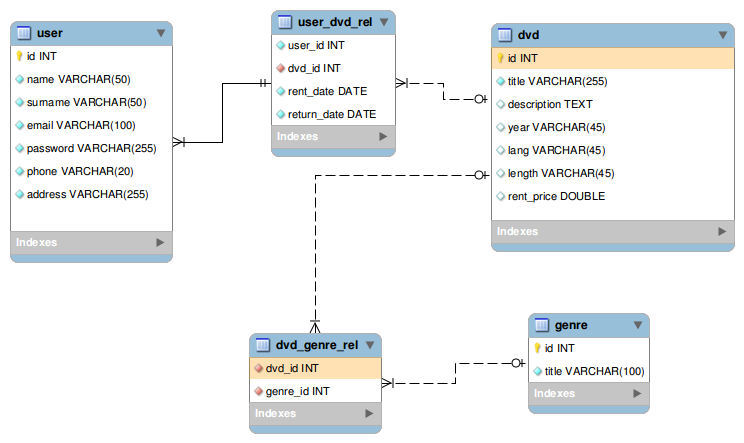 user
id INT
name VARCHAR(50)
surname VARCHAR(50)
email VARCHAR(100)
password VARCHAR(255)
phone VARCHAR(20)
address VARCHAR(255)
Indexes
user_dvd_rel
user_id INT
dvd_id INT
rent_date DATE
return_date DATE
Indexes
dvd
id INT
title VARCHAR(255)
description TEXT
year VARCHAR(45)
lang VARCHAR(45)
length VARCHAR(45)
rent_price DOUBLE
Indexes
dvd_genre_rel
dvd_id INT
genre_id INT
Indexes
genre
id INT
title VARCHAR(100)
Indexes